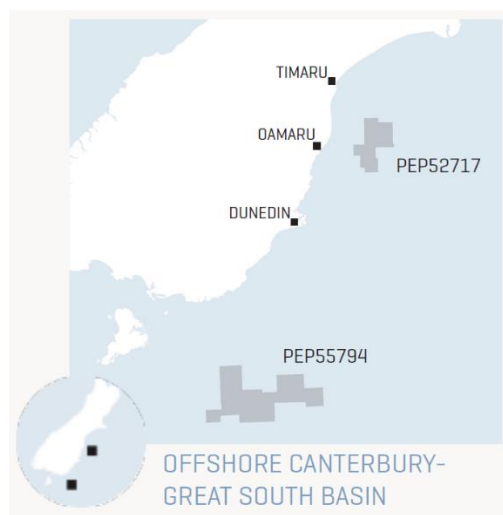 TIMARU
OAMARU
PEP52717
DUNEDIN
PEP55794
OFFSHORE CANTERBURY-
GREAT SOUTH BASIN